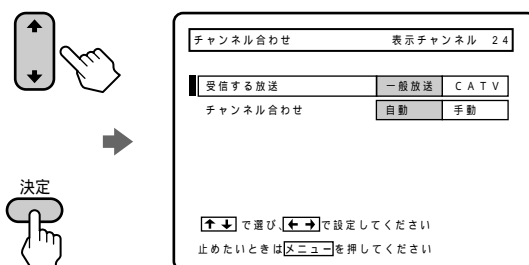 チャンネル合わせ 表示チャンネル 24
受信する放送 一般放送 CATV
チャンネル合わせ 自動 手動
決定
↑↓で選び、←→で設定してください
止めたいときはメニューを押してください